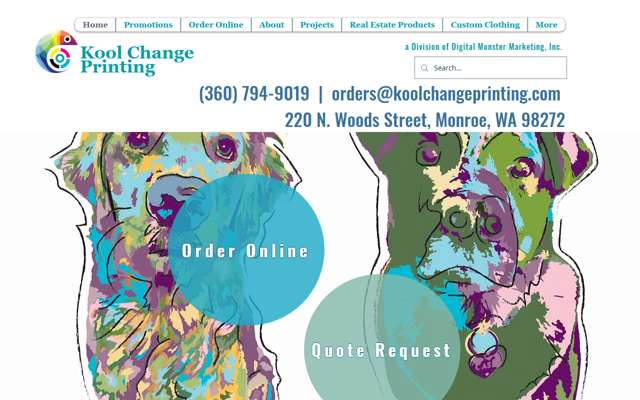 Home Promotions Order Online About Projects Real Estate Products Custom Clothing More
Kool Change
Printing
a Division of Digital Monster Marketing, Inc.
Search...
(360) 794-9019 | orders@koolchangeprinting.com
220 N. Woods Street, Monroe, WA 98272
Order Online
Quote Request